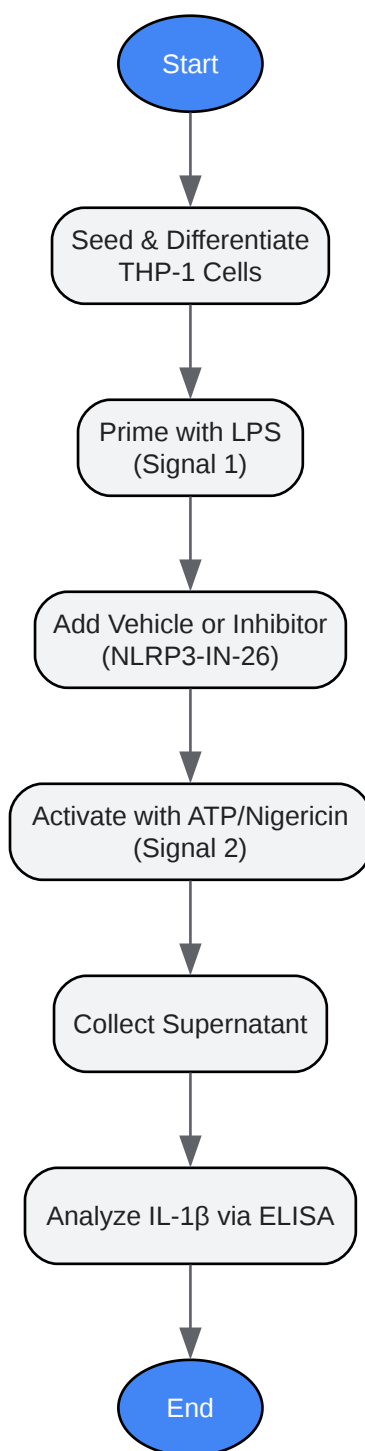 Start
Seed & Differentiate
THP-1 Cells
Prime with LPS
(Signal 1)
Add Vehicle or Inhibitor
(NLRP3-IN-26)
Activate with ATP/Nigericin
(Signal 2)
Collect Supernatant
Analyze IL-1β via ELISA
End